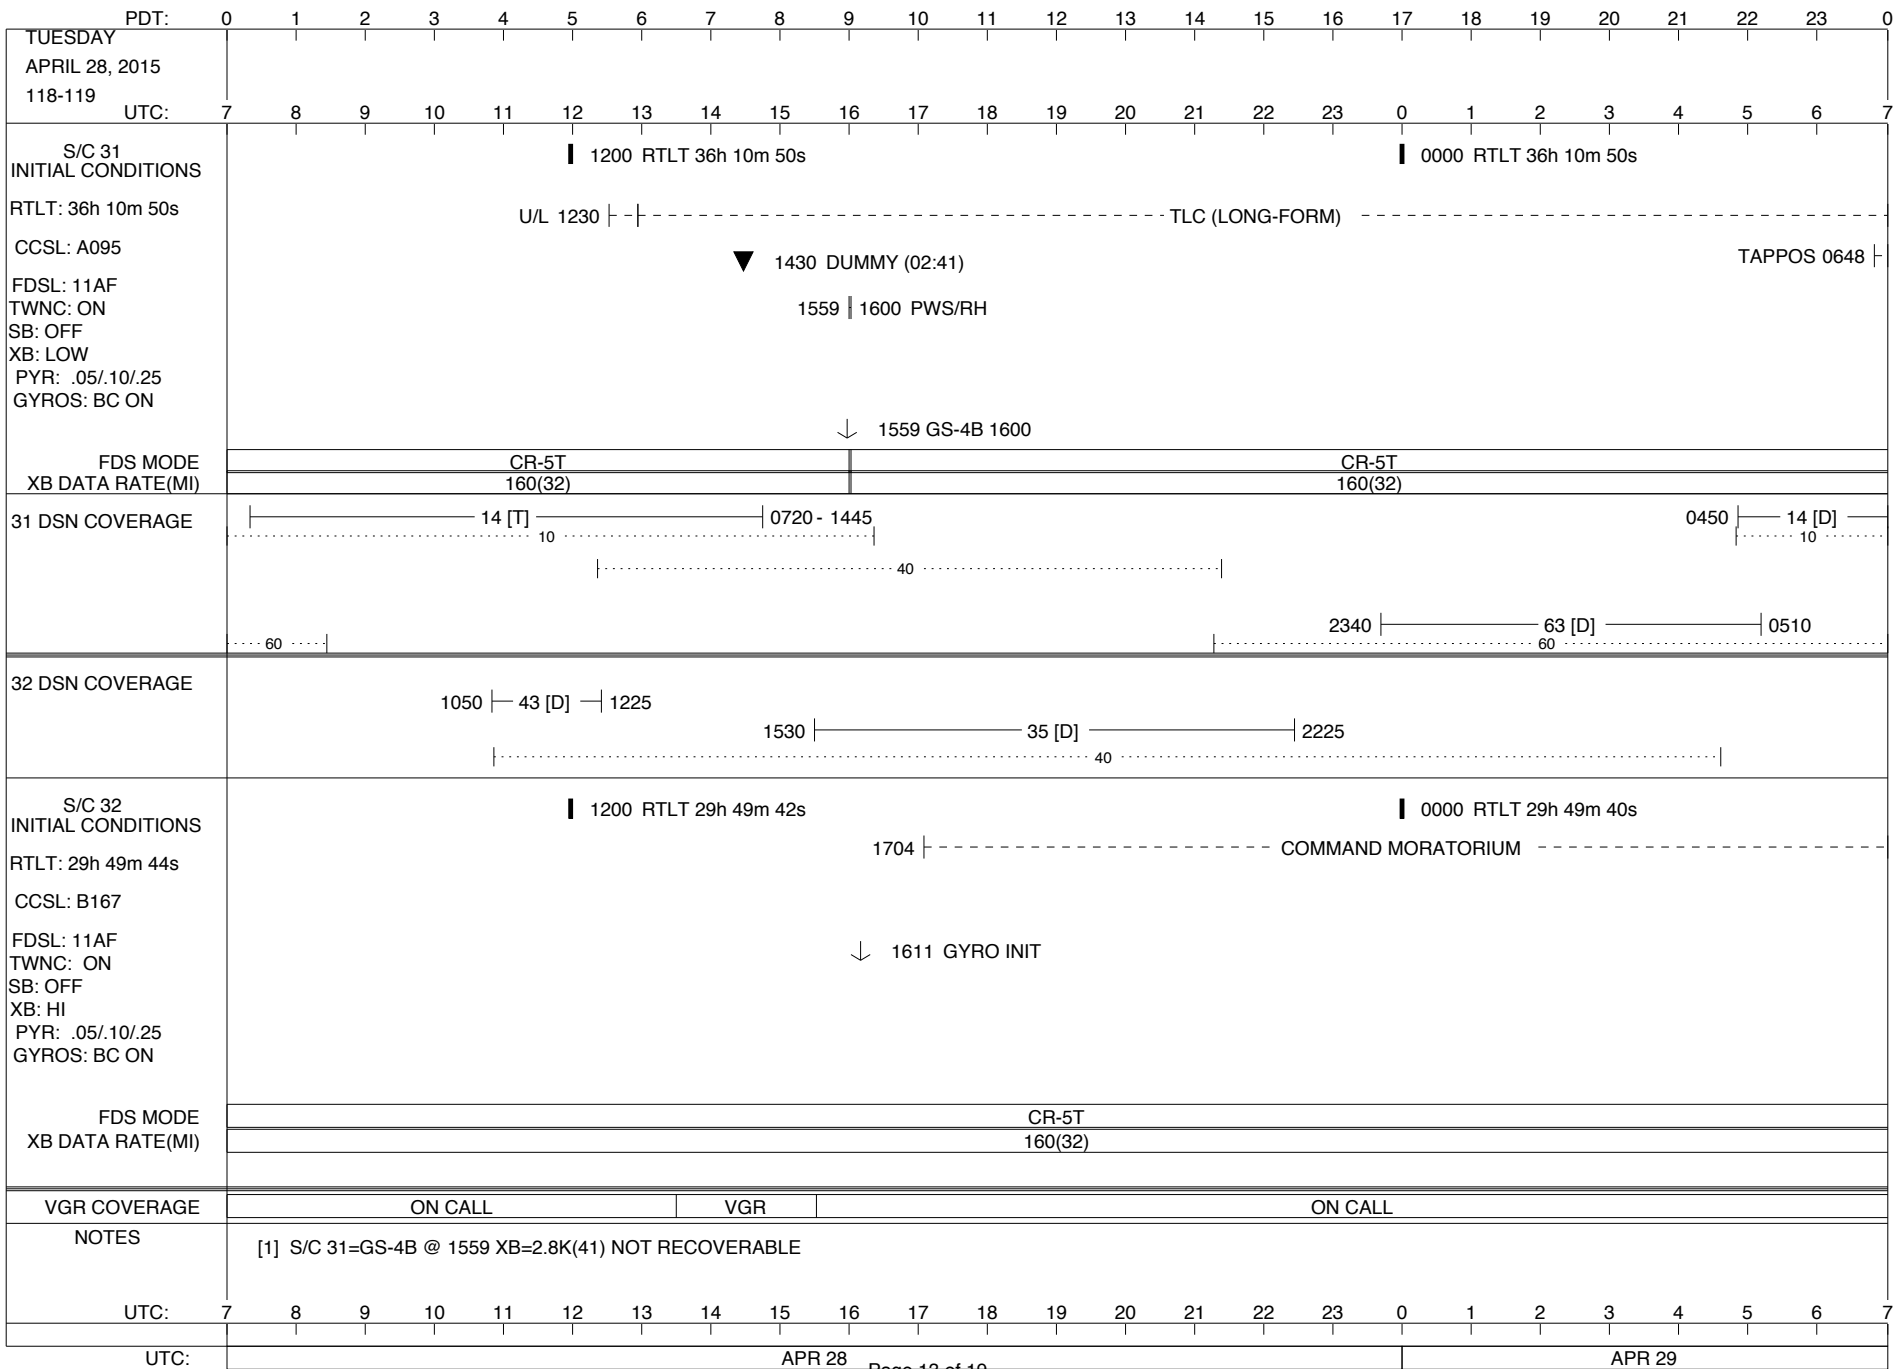 PDT: 0 1 2 3 4 5 6 7 8 9 10 11 12 13 14 15 16 17 18 19 20 21 22 23 0
TUESDAY
APRIL 28, 2015
118-119
UTC: 7 8 9 10 11 12 13 14 15 16 17 18 19 20 21 22 23 0 1 2 3 4 5 6 7
S/C 31
INITIAL CONDITIONS
1200 RTLT 36h 10m 50s
0000 RTLT 36h 10m 50s
RTLT: 36h 10m 50s
U/L 1230
TLC (LONG-FORM)
CCSL: A095
1430 DUMMY (02:41)
TAPPOS 0648
FDSL: 11AF
TWNC: ON
1559 1600 PWS/RH
SB: OFF
XB: LOW
PYR: .05/.10/.25
GYROS: BC ON
1559 GS-4B 1600
FDS MODE CR-5T CR-5T
XB DATA RATE(MI) 160(32) 160(32)
31 DSN COVERAGE
14 [T] 0720 - 1445
0450 14 [D]
10 10
40
2340 63 [D] 0510
60 60
32 DSN COVERAGE
1050 43 [D] 1225
1530 35 [D] 2225
40
S/C 32
INITIAL CONDITIONS
1200 RTLT 29h 49m 42s
0000 RTLT 29h 49m 40s
1704 COMMAND MORATORIUM
RTLT: 29h 49m 44s
CCSL: B167
FDSL: 11AF
1611 GYRO INIT
TWNC: ON
SB: OFF
XB: HI
PYR: .05/.10/.25
GYROS: BC ON
FDS MODE CR-5T
XB DATA RATE(MI) 160(32)
VGR COVERAGE ON CALL VGR ON CALL
NOTES
[1] S/C 31=GS-4B @ 1559 XB=2.8K(41) NOT RECOVERABLE
UTC: 7 8 9 10 11 12 13 14 15 16 17 18 19 20 21 22 23 0 1 2 3 4 5 6 7
UTC: APR 28 APR 29
Page 12 of 19